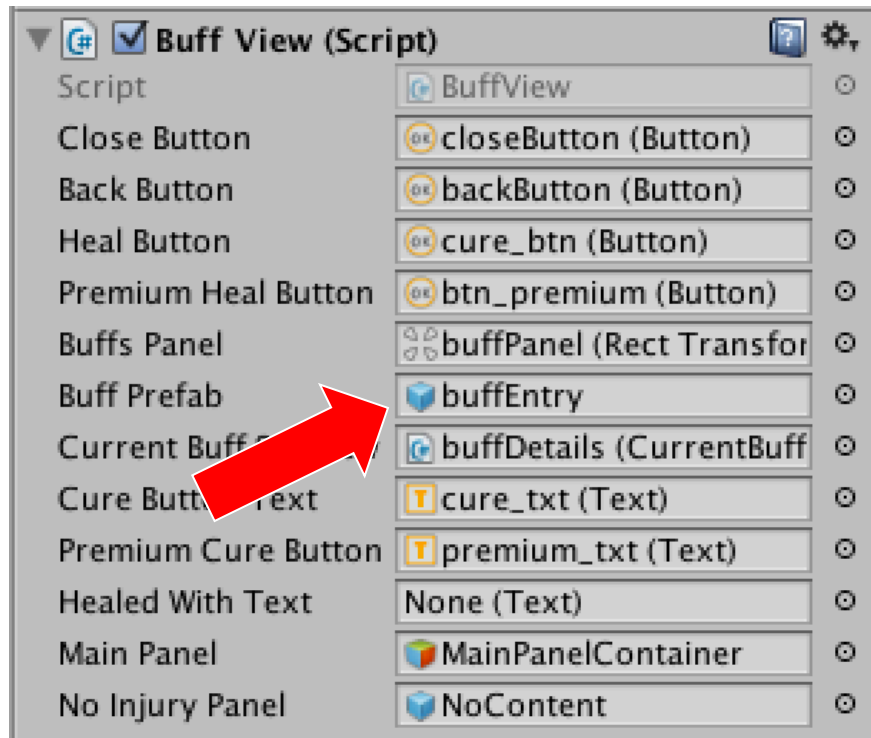 Buff View (Script)
Script BuffView
Close Button closeButton (Button)
Back Button backButton (Button)
Heal Button cure_btn (Button)
Premium Heal Button btn_premium (Button)
Buffs Panel buffPanel (Rect Transfor
Buff Prefab buffEntry
Current Buff buffDetails (CurrentBuff
Cure Text cure_txt (Text)
Premium Cure Button premium_txt (Text)
Healed With Text None (Text)
Main Panel MainPanelContainer
No Injury Panel NoContent